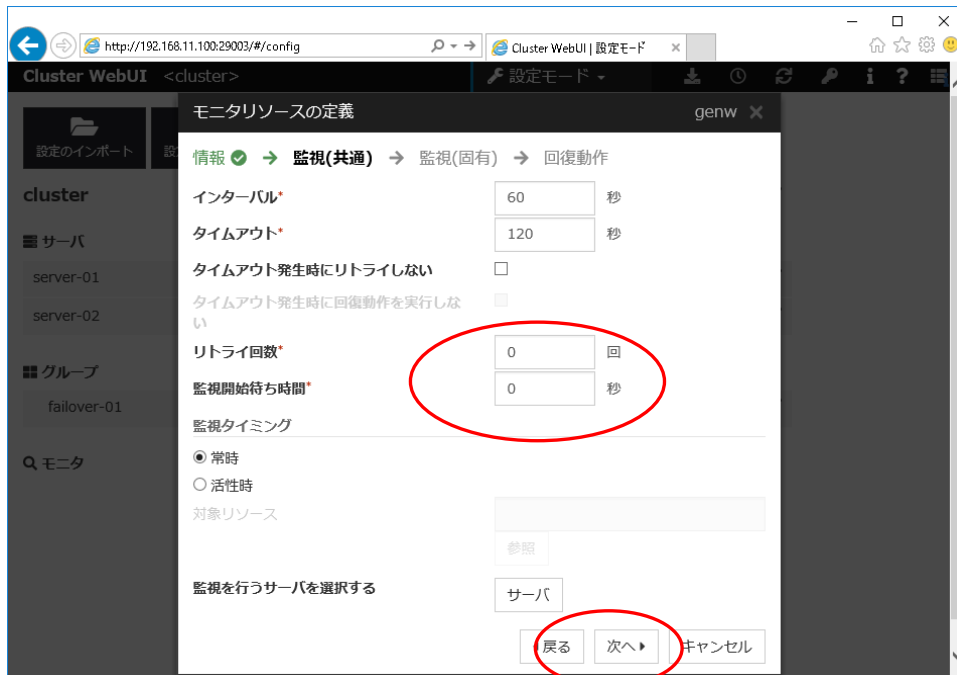 http://192.168.11.100:29003/#/config
Cluster WebUI | 設定モード
Cluster WebUI <cluster>
設定モード
設定のインポート
モニタリソースの定義
genw
情報 → 監視(共通) → 監視(固有) → 回復動作
cluster
インターバル*
60
秒
サーバ
タイムアウト*
120
秒
server-01
タイムアウト発生時にリトライしない
server-02
タイムアウト発生時に回復動作を実行しな
い
リトライ回数*
0
回
グループ
監視開始待ち時間*
0
秒
failover-01
監視タイミング
モニタ
常時
活性時
対象リソース
参照
監視を行うサーバを選択する
サーバ
戻る
次へ
キャンセル